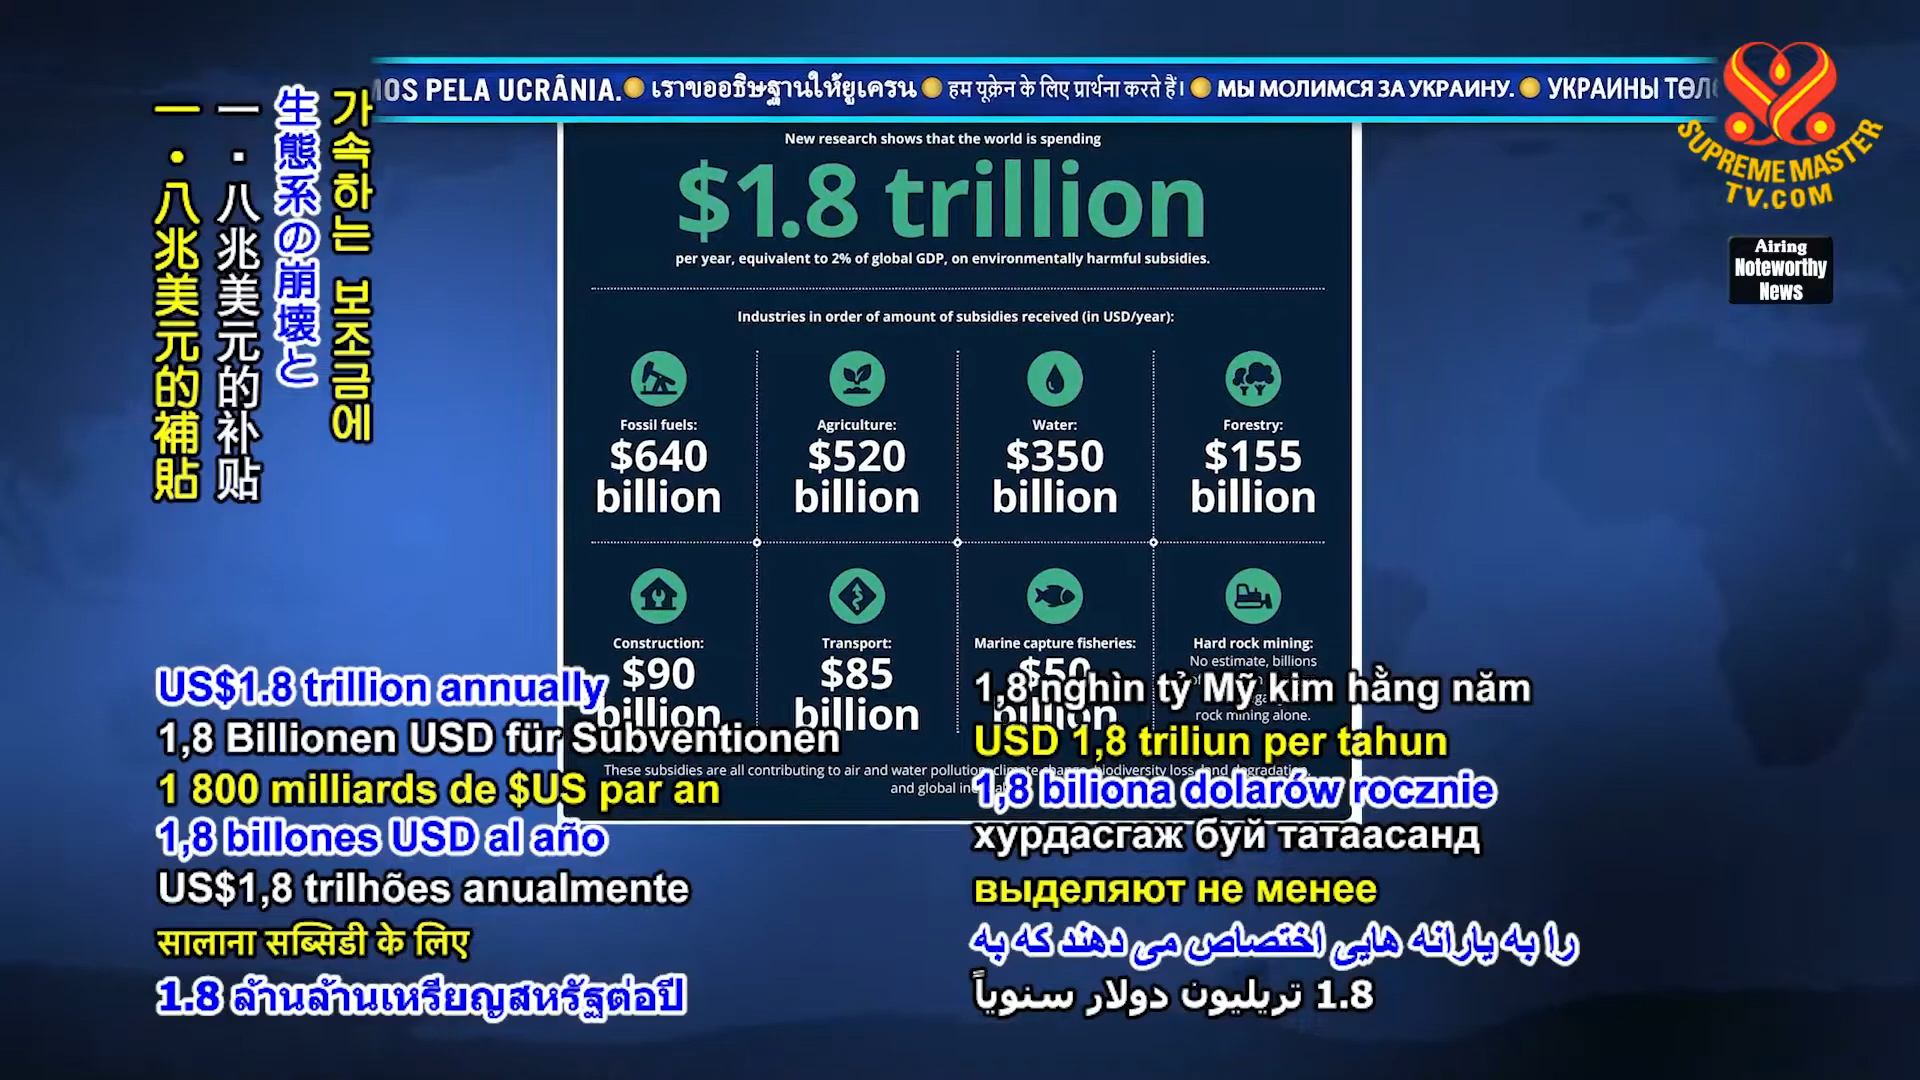 MOS PELA UCRÂNIA. เราขออธิษฐานให้ยูเครน हम यूक्रेन के लिए प्रार्थना करते हैं। МЫ МОЛИМСЯ ЗА УКРАИНУ. УКРАИНЫ ТӨЛӨ
SUPREME MASTER
TV.COM
Airing
Noteworthy
News
가속하는 보조금에
生態系の崩壊と
一・八兆美元的补贴
一・八兆美元的補貼
New research shows that the world is spending
$1.8 trillion
per year, equivalent to 2% of global GDP, on environmentally harmful subsidies.
Industries in order of amount of subsidies received (in USD/year):
Fossil fuels:
$640
billion
Agriculture:
$520
billion
Water:
$350
billion
Forestry:
$155
billion
Construction:
$90
billion
Transport:
$85
billion
Marine capture fisheries:
$50
billion
Hard rock mining:
No estimate, billions
rock mining alone.
These subsidies are all contributing to air and water pollution, climate change, biodiversity loss, land degradation,
and global
US$1.8 trillion annually
1,8 Billionen USD für Subventionen
1 800 milliards de $US par an
1,8 billones USD al año
US$1,8 trilhões anualmente
सालाना सब्सिडी के लिए
1.8 ล้านล้านเหรียญสหรัฐต่อปี
1,8 nghìn tỷ Mỹ kim hằng năm
USD 1,8 triliun per tahun
1,8 biliona dolarów rocznie
хурдасгаж буй татаасанд
выделяют не менее
را به یارانه هایی اختصاص می دهند که به
1.8 تريليون دولار سنوياً